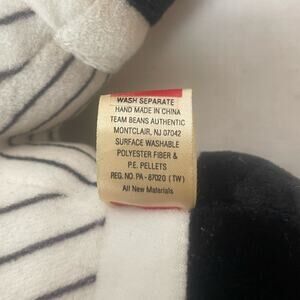 WASH SEPARATE
HAND MADE IN CHINA
TEAM BEANS AUTHENTIC
MONTCLAIR, NJ 07042
SURFACE WASHABLE
POLYESTER FIBER &
P.E. PELLETS
REG. NO. PA - 87020 (TW)
All New Materials